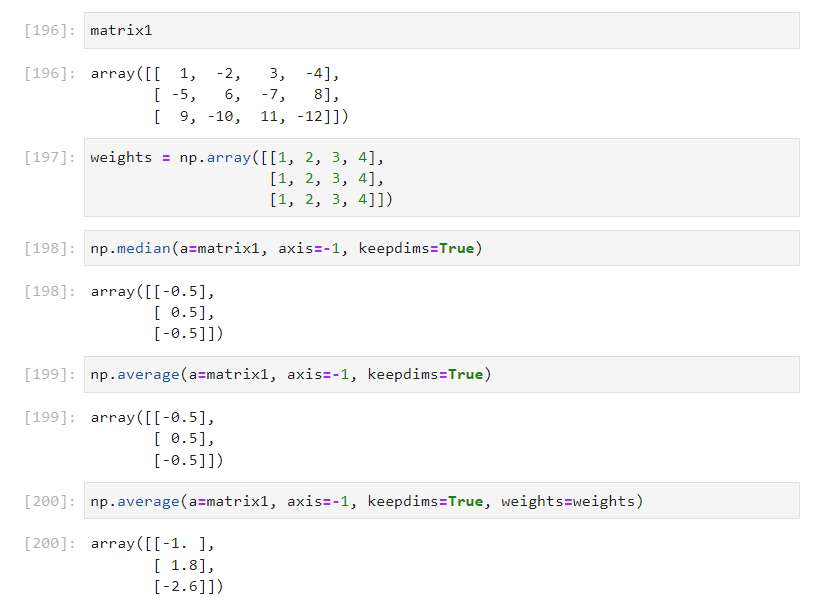 [196]: matrix1
[196]: array([[  1,  -2,   3,  -4],
       [ -5,   6,  -7,   8],
       [  9, -10,  11, -12]])
[197]: weights = np.array([[1, 2, 3, 4],
                    [1, 2, 3, 4],
                    [1, 2, 3, 4]])
[198]: np.median(a=matrix1, axis=-1, keepdims=True)
[198]: array([[-0.5],
       [ 0.5],
       [-0.5]])
[199]: np.average(a=matrix1, axis=-1, keepdims=True)
[199]: array([[-0.5],
       [ 0.5],
       [-0.5]])
[200]: np.average(a=matrix1, axis=-1, keepdims=True, weights=weights)
[200]: array([[-1. ],
       [ 1.8],
       [-2.6]])